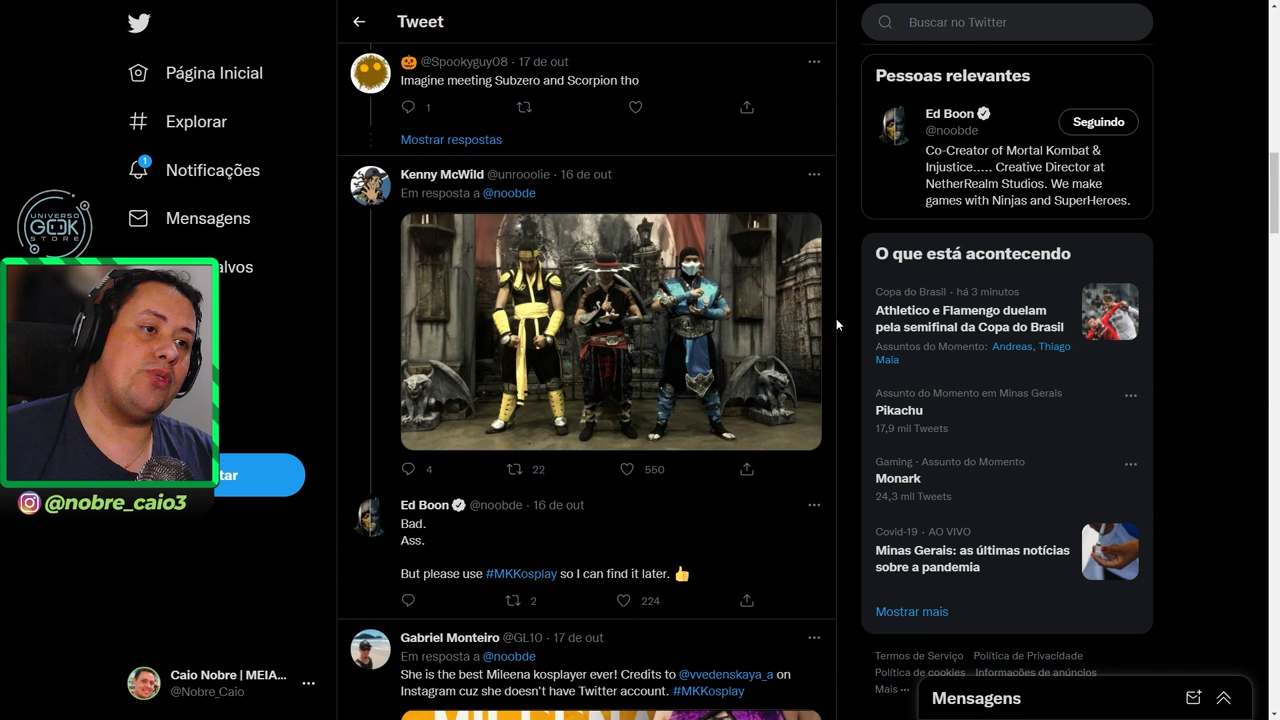 Tweet
Buscar no Twitter
Página Inicial
Explorar
1
Notificações
Mensagens
alvos
tar
UNIVERSO
GEEK
STORE
@nobre_caio3
Caio Nobre | MEIA...
@Nobre_Caio
@Spookyguy08 · 17 de out
Imagine meeting Subzero and Scorpion tho
1
Mostrar respostas
Kenny McWild @unrooolie · 16 de out
Em resposta a @noobde
4 22 550
Ed Boon @noobde · 16 de out
Bad.
Ass.
But please use #MKKosplay so I can find it later.
2 224
Gabriel Monteiro @GL10 · 17 de out
Em resposta a @noobde
She is the best Mileena kosplayer ever! Credits to @vvedenskaya_a on
Instagram cuz she doesn't have Twitter account. #MKKosplay
Pessoas relevantes
Ed Boon
@noobde
Seguindo
Co-Creator of Mortal Kombat &
Injustice..... Creative Director at
NetherRealm Studios. We make
games with Ninjas and SuperHeroes.
O que está acontecendo
Copa do Brasil · há 3 minutos
Athletico e Flamengo duelam
pela semifinal da Copa do Brasil
Assuntos do Momento: Andreas, Thiago
Maia
Assunto do Momento em Minas Gerais
Pikachu
17,9 mil Tweets
Gaming · Assunto do Momento
Monark
24,3 mil Tweets
Covid-19 · AO VIVO
Minas Gerais: as últimas notícias
sobre a pandemia
Mostrar mais
Termos de Serviço Política de Privacidade
Política de cookies Informações de anúncios
Mais ···
Mensagens